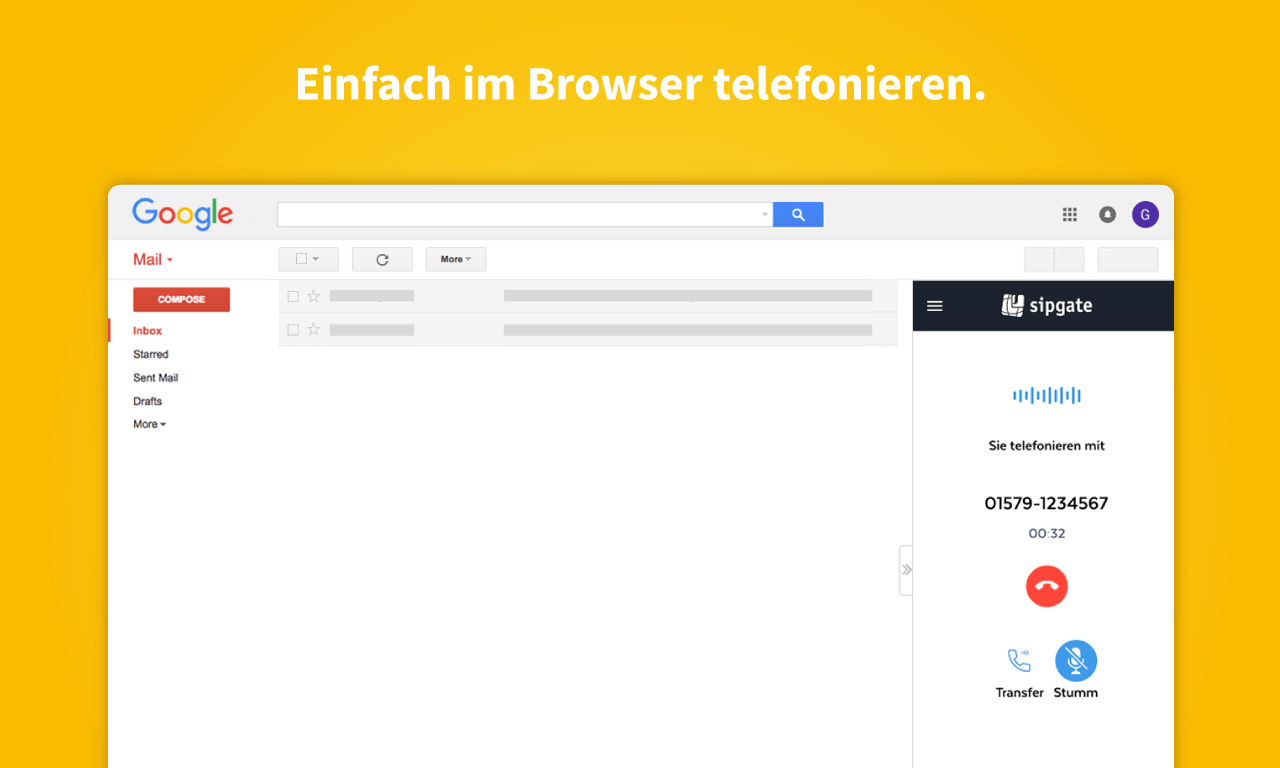 Einfach im Browser telefonieren.
Google
G
Mail
More
COMPOSE
Inbox
Starred
Sent Mail
Drafts
More
sipgate
Sie telefonieren mit
01579-1234567
00:32
Transfer Stumm